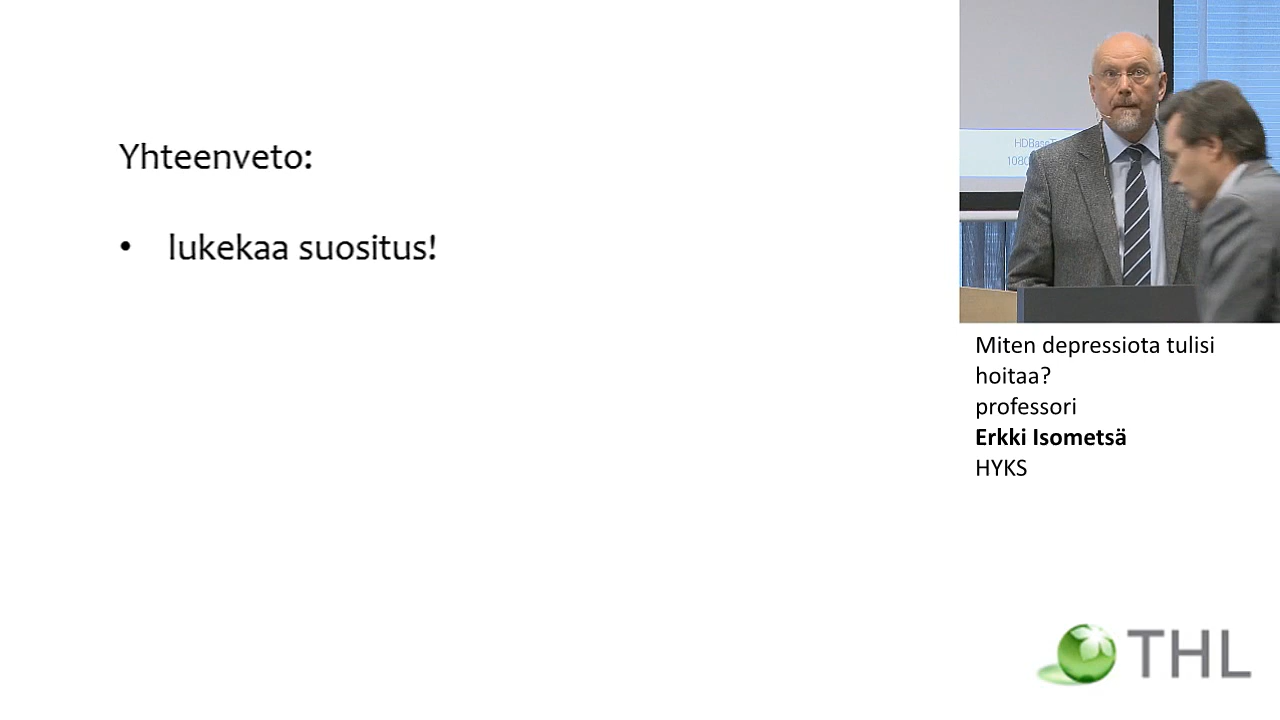 Yhteenveto:
• lukekaa suositus!
Miten depressiota tulisi
hoitaa?
professori
Erkki Isometsä
HYKS
THL